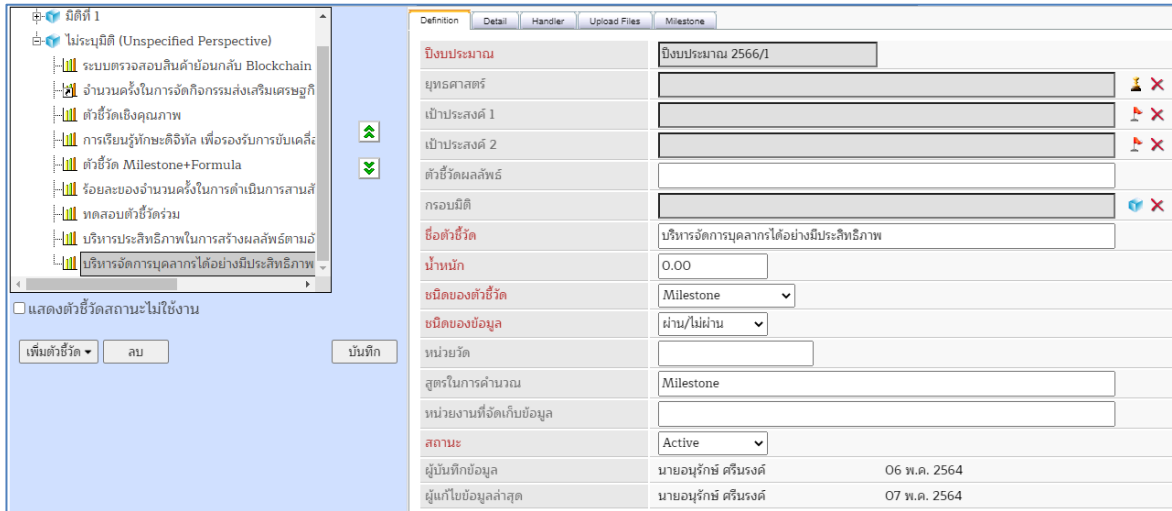 มิติที่ 1
ไม่ระบุมิติ (Unspecified Perspective)
ระบบตรวจสอบสินค้าย้อนกลับ Blockchain
จำนวนครั้งในการจัดกิจกรรมส่งเสริมเศรษฐกิ
ตัวชี้วัดเชิงคุณภาพ
การเรียนรู้ทักษะดิจิทัล เพื่อรองรับการขับเคลื่อ
ตัวชี้วัด Milestone+Formula
ร้อยละของจำนวนครั้งในการดำเนินการสานสั
ทดสอบตัวชี้วัดร่วม
บริหารประสิทธิภาพในการสร้างผลลัพธ์ตามอั
บริหารจัดการบุคลากรได้อย่างมีประสิทธิภาพ
แสดงตัวชี้วัดสถานะไม่ใช้งาน
เพิ่มตัวชี้วัด ลบ บันทึก
Definition Detail Handler Upload Files Milestone
ปีงบประมาณ ปีงบประมาณ 2566/1
ยุทธศาสตร์
เป้าประสงค์ 1
เป้าประสงค์ 2
ตัวชี้วัดผลลัพธ์
กรอบมิติ
ชื่อตัวชี้วัด บริหารจัดการบุคลากรได้อย่างมีประสิทธิภาพ
น้ำหนัก 0.00
ชนิดของตัวชี้วัด Milestone
ชนิดของข้อมูล ผ่าน/ไม่ผ่าน
หน่วยวัด
สูตรในการคำนวณ Milestone
หน่วยงานที่จัดเก็บข้อมูล
สถานะ Active
ผู้บันทึกข้อมูล นายอนุรักษ์ ศรีนรงค์ 06 พ.ค. 2564
ผู้แก้ไขข้อมูลล่าสุด นายอนุรักษ์ ศรีนรงค์ 07 พ.ค. 2564